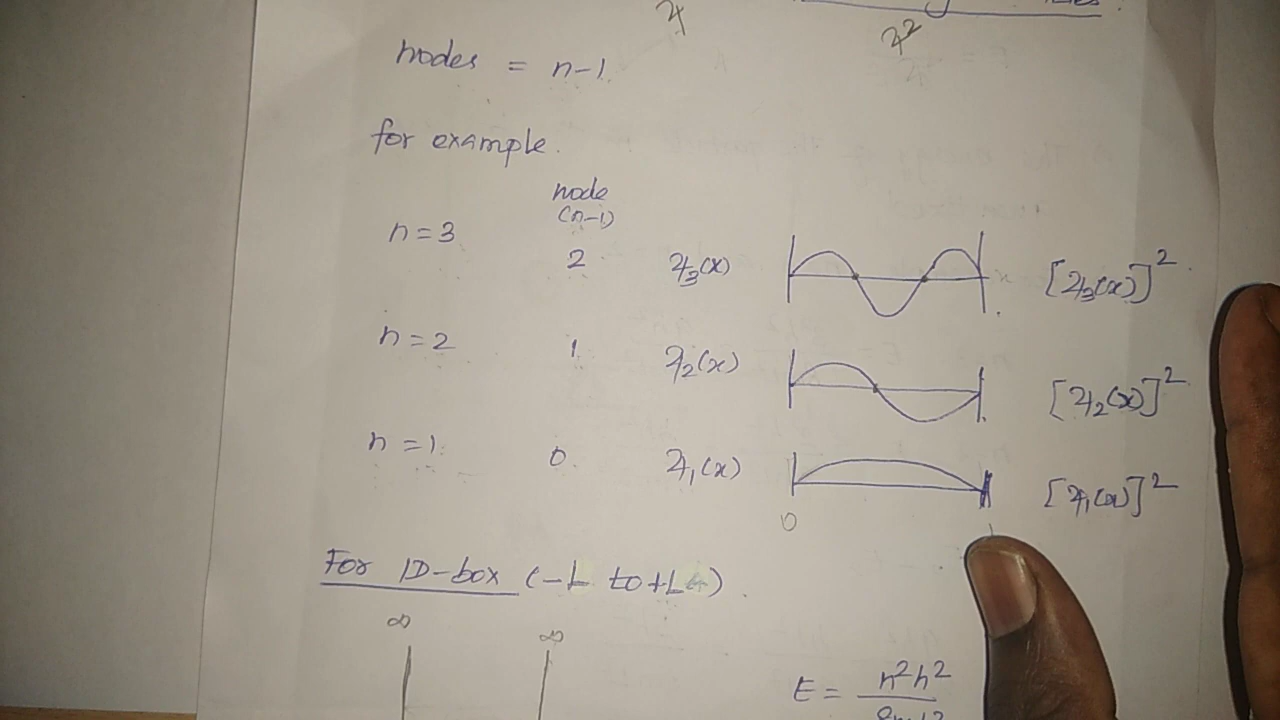 ψ ψ²
nodes = n-1
for example.
node
(n-1)
n=3 2 ψ₃(x) x [ψ₃(x)]²
n=2 1 ψ₂(x) [ψ₂(x)]²
n=1 0 ψ₁(x) [ψ₁(x)]²
0
For 1D-box (-L to +L)
∞ ∞
E = n²h²